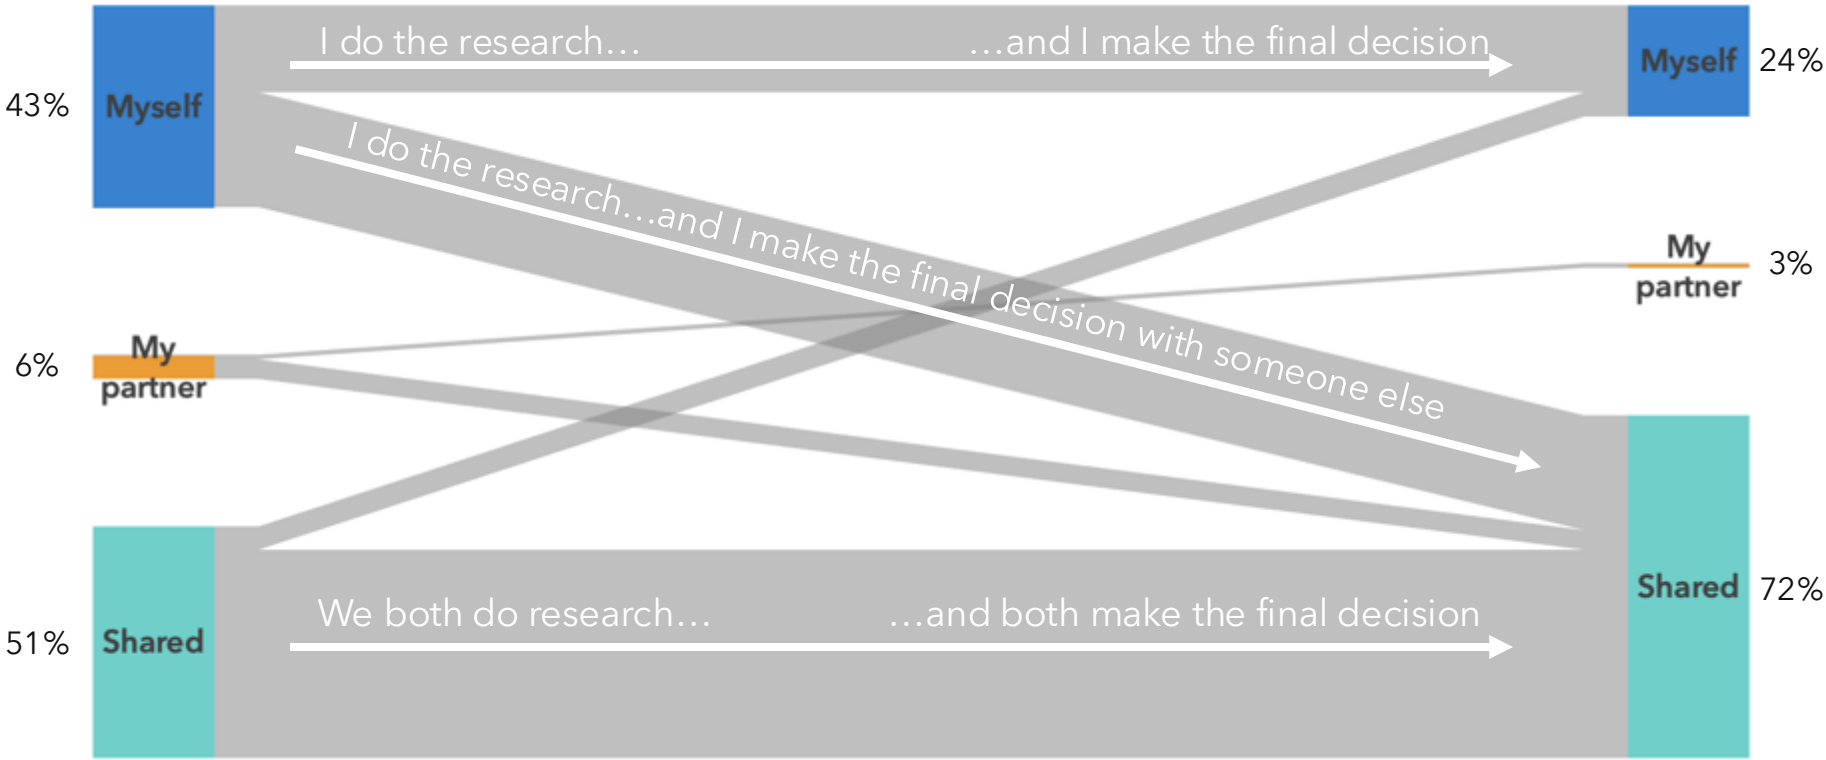 I do the research…
…and I make the final decision
Myself
43%
Myself
24%
I do the research…and I make the final decision with someone else
My
partner
3%
My
partner
6%
We both do research…
…and both make the final decision
Shared
51%
Shared
72%